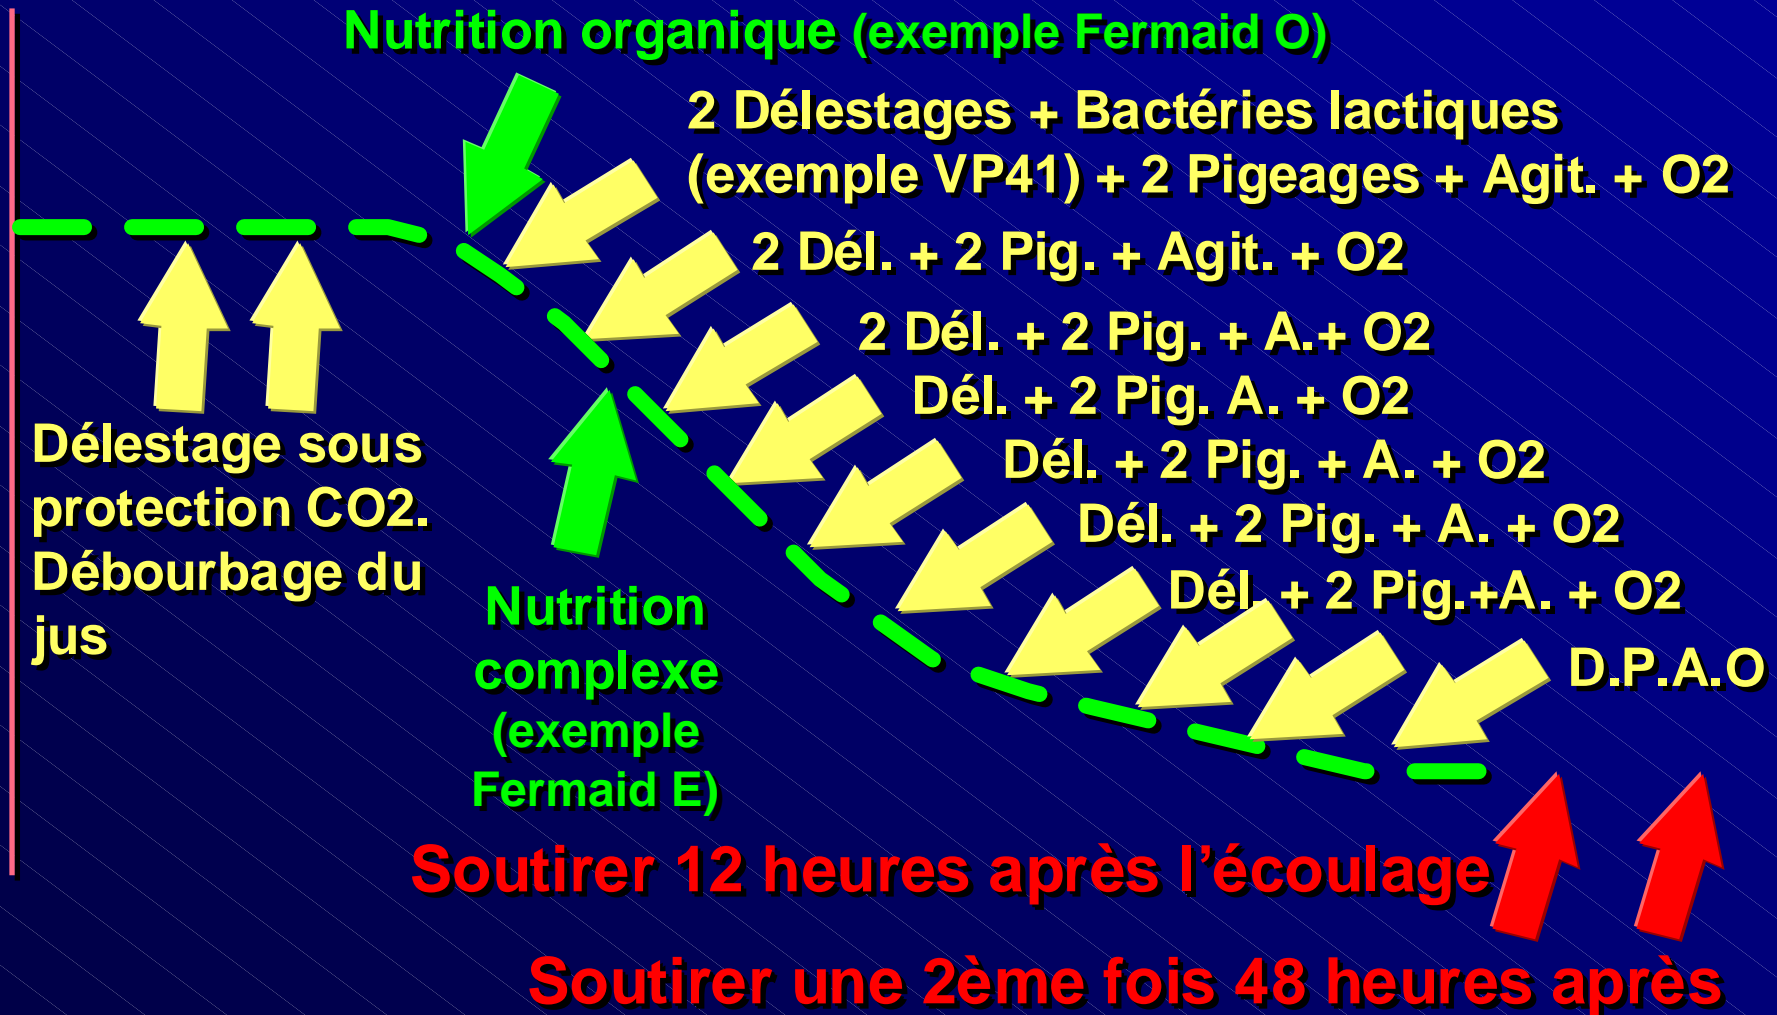 Nutrition organique (exemple Fermaid O)
2 Délestages + Bactéries lactiques
(exemple VP41) + 2 Pigeages + Agit. + O2
2 Dél. + 2 Pig. + Agit. + O2
2 Dél. + 2 Pig. + A.+ O2
Dél. + 2 Pig. A. + O2
Dél. + 2 Pig. + A. + O2
Dél. + 2 Pig. + A. + O2
Dél. + 2 Pig.+A. + O2
D.P.A.O
Délestage sous
protection CO2.
Débourbage du
jus
Nutrition
complexe
(exemple
Fermaid E)
Soutirer 12 heures après l’écoulage
Soutirer une 2ème fois 48 heures après